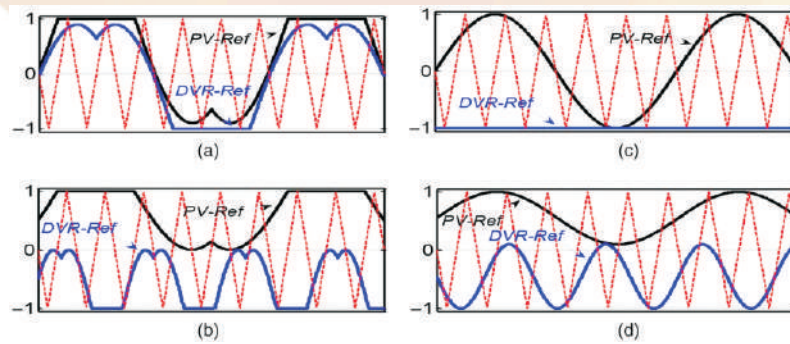 1
0
−1
PV-Ref
DVR-Ref
(a)
1
0
−1
PV-Ref
DVR-Ref
(c)
1
0
−1
PV-Ref
DVR-Ref
(b)
1
0
−1
PV-Ref
DVR-Ref
(d)